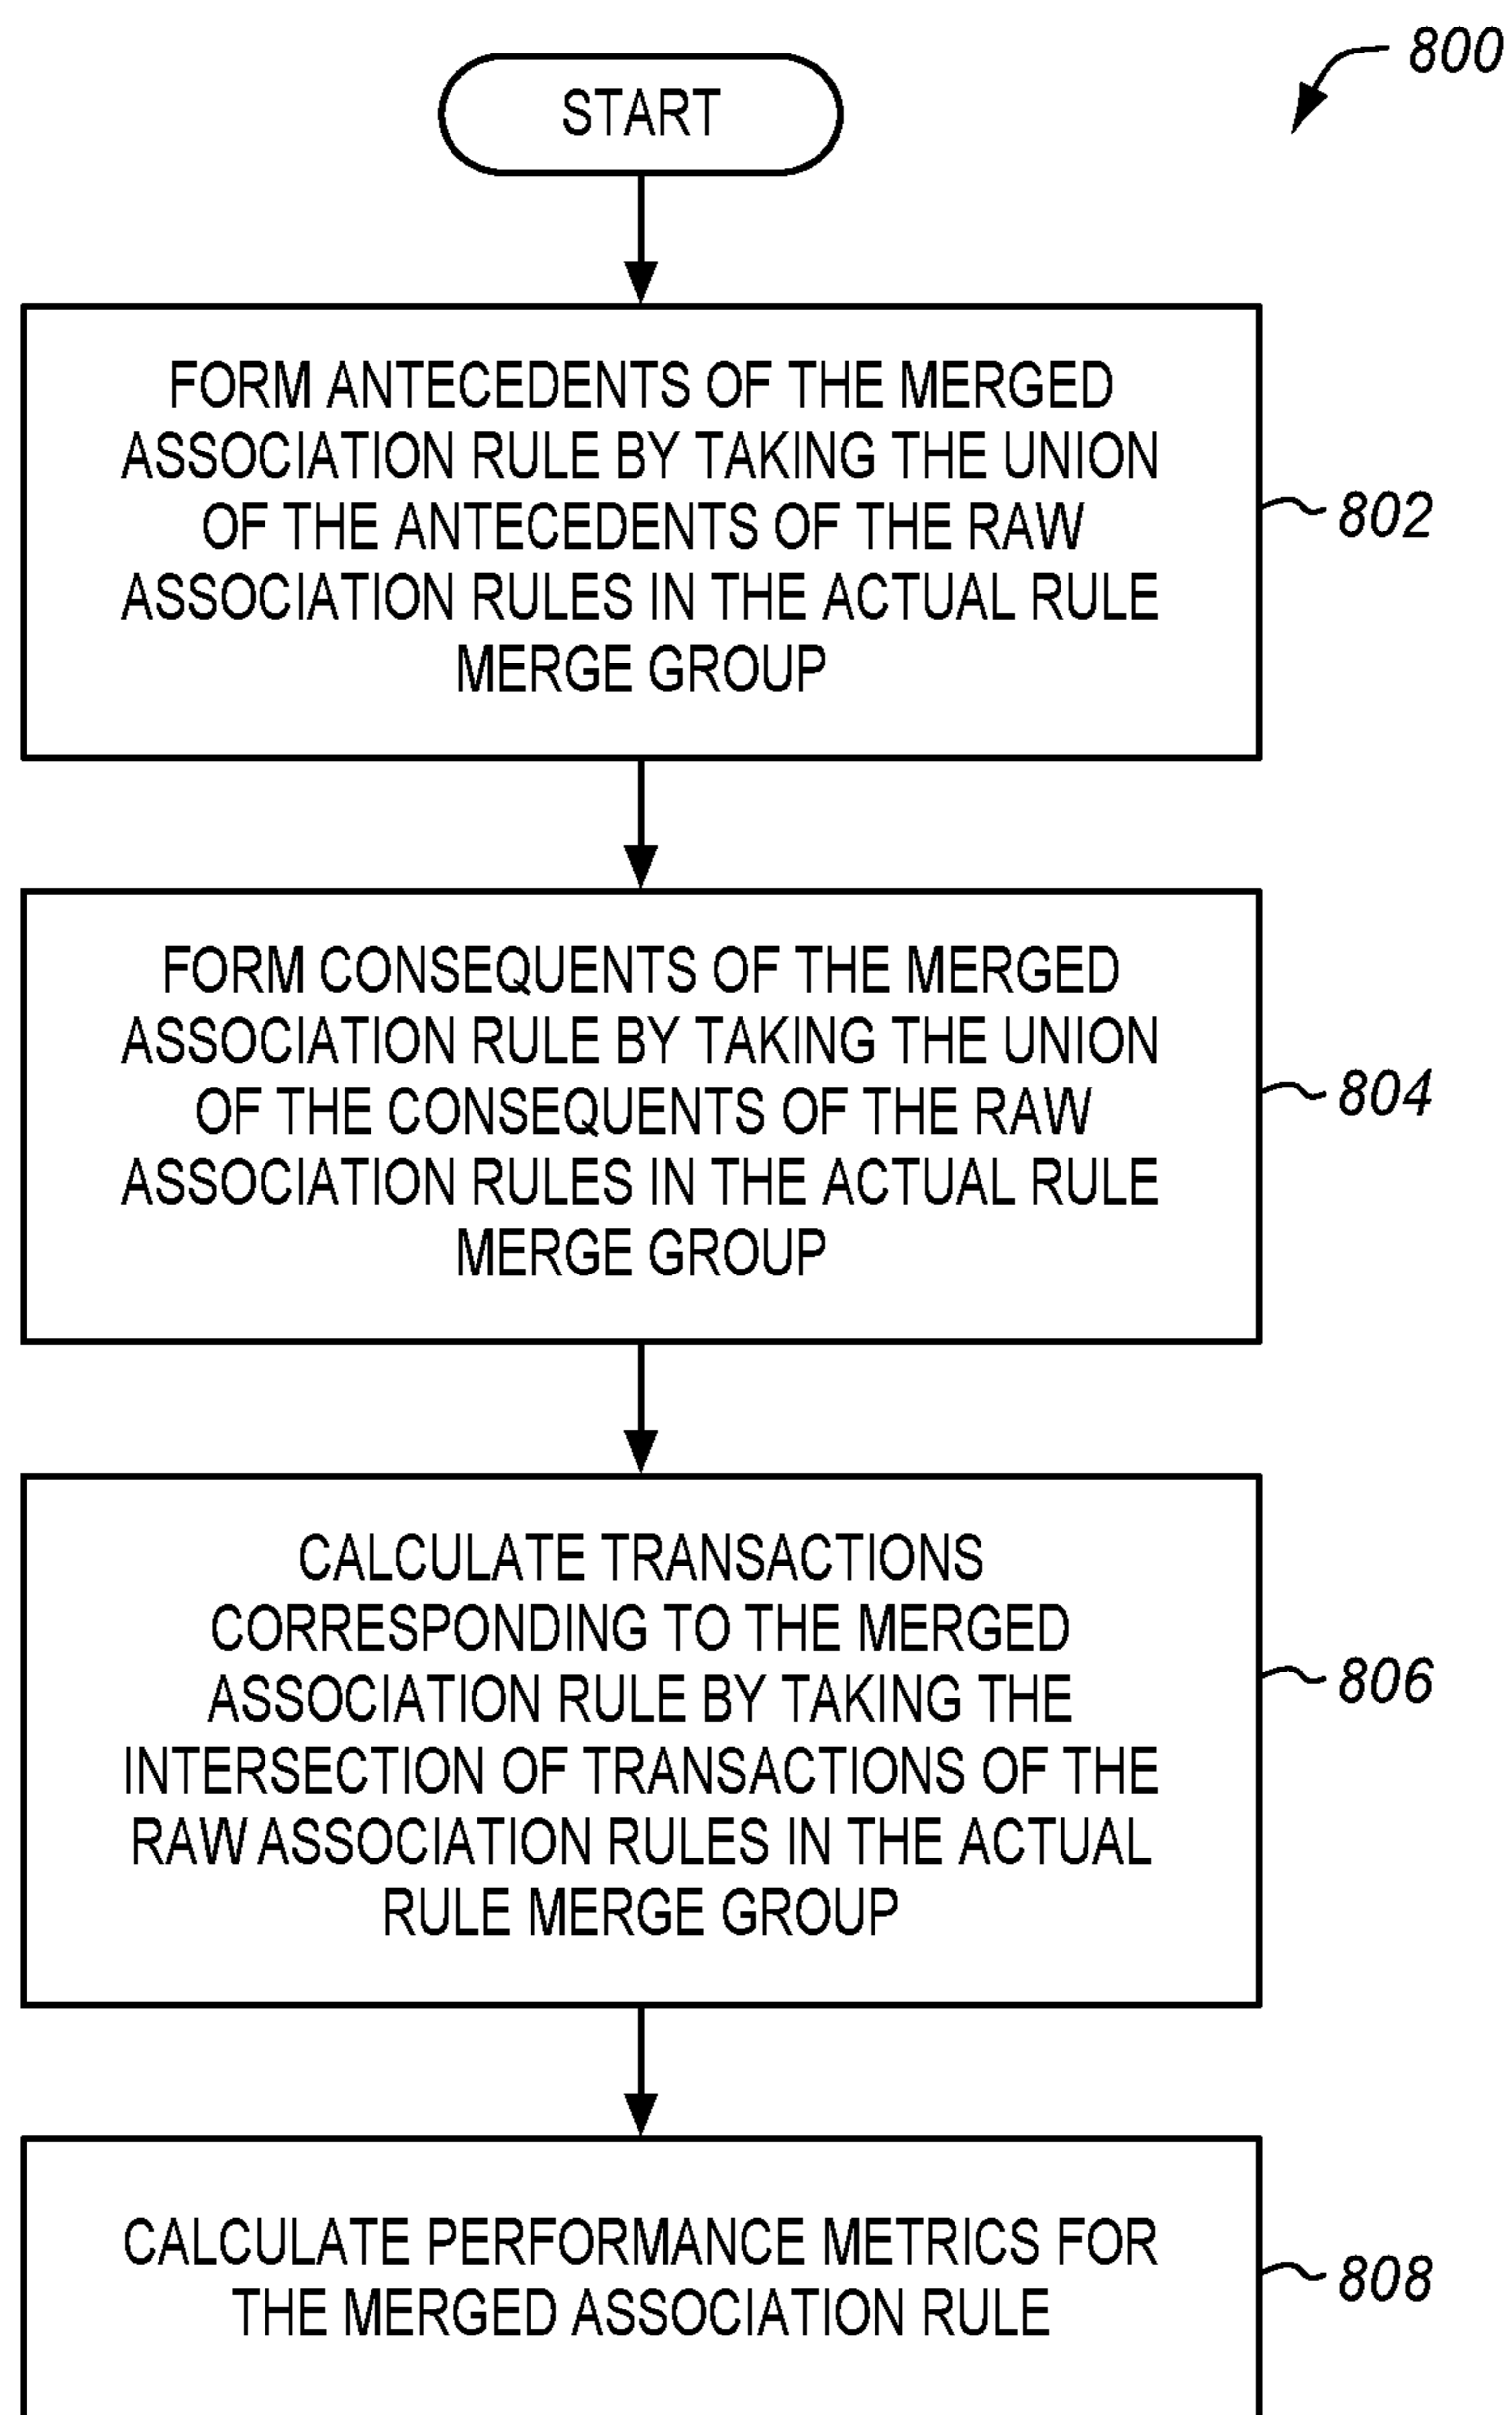 800
START
FORM ANTECEDENTS OF THE MERGED
ASSOCIATION RULE BY TAKING THE UNION
OF THE ANTECEDENTS OF THE RAW
ASSOCIATION RULES IN THE ACTUAL RULE
MERGE GROUP
802
FORM CONSEQUENTS OF THE MERGED
ASSOCIATION RULE BY TAKING THE UNION
OF THE CONSEQUENTS OF THE RAW
ASSOCIATION RULES IN THE ACTUAL RULE
MERGE GROUP
804
CALCULATE TRANSACTIONS
CORRESPONDING TO THE MERGED
ASSOCIATION RULE BY TAKING THE
INTERSECTION OF TRANSACTIONS OF THE
RAW ASSOCIATION RULES IN THE ACTUAL
RULE MERGE GROUP
806
CALCULATE PERFORMANCE METRICS FOR
THE MERGED ASSOCIATION RULE
808